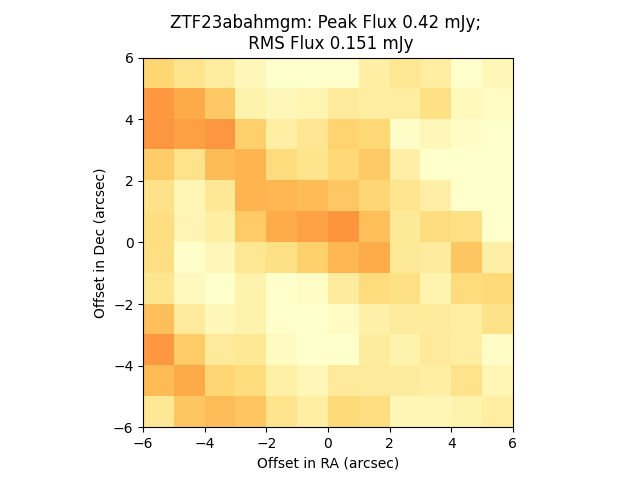 ZTF23abahmgm: Peak Flux 0.42 mJy;
RMS Flux 0.151 mJy
6
4
2
0
−2
−4
−6
Offset in Dec (arcsec)
−6 −4 −2 0 2 4 6
Offset in RA (arcsec)